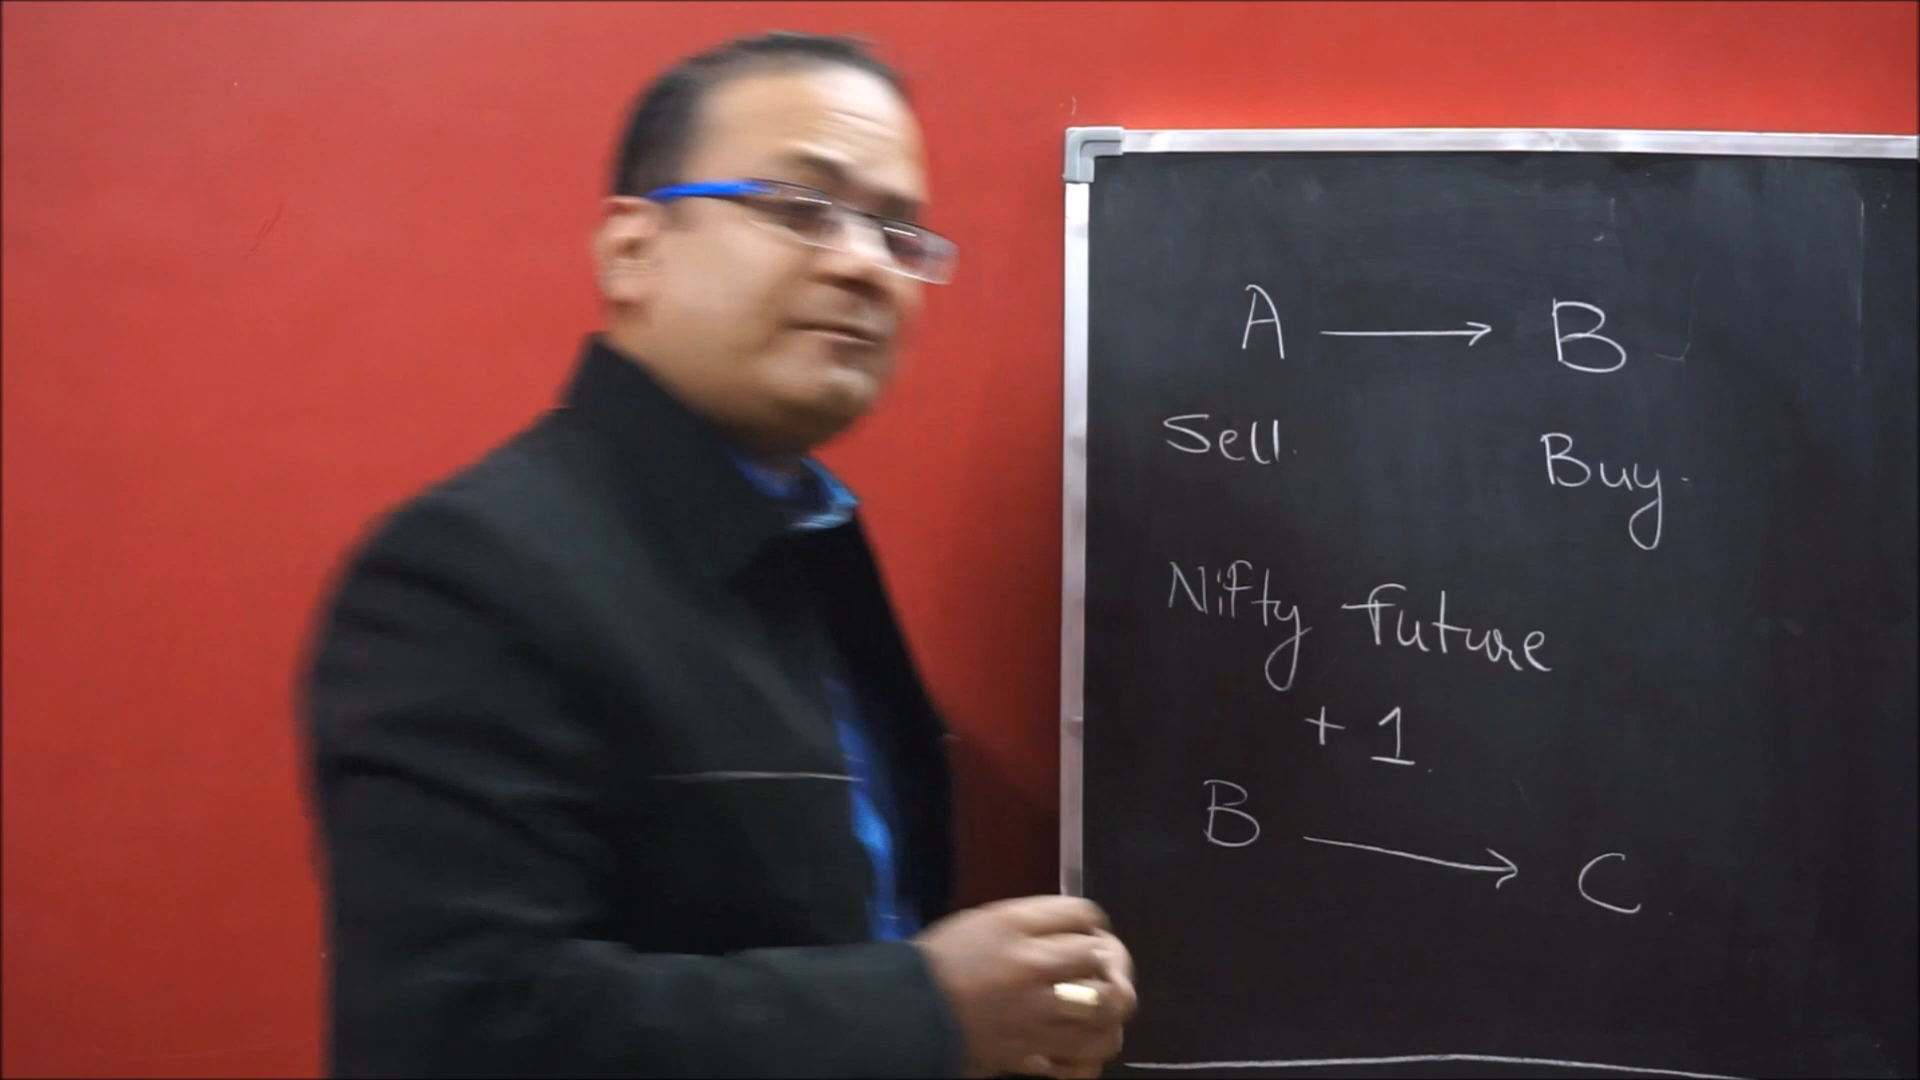 A → B
Sell. Buy.
Nifty Future
+ 1.
B → C.